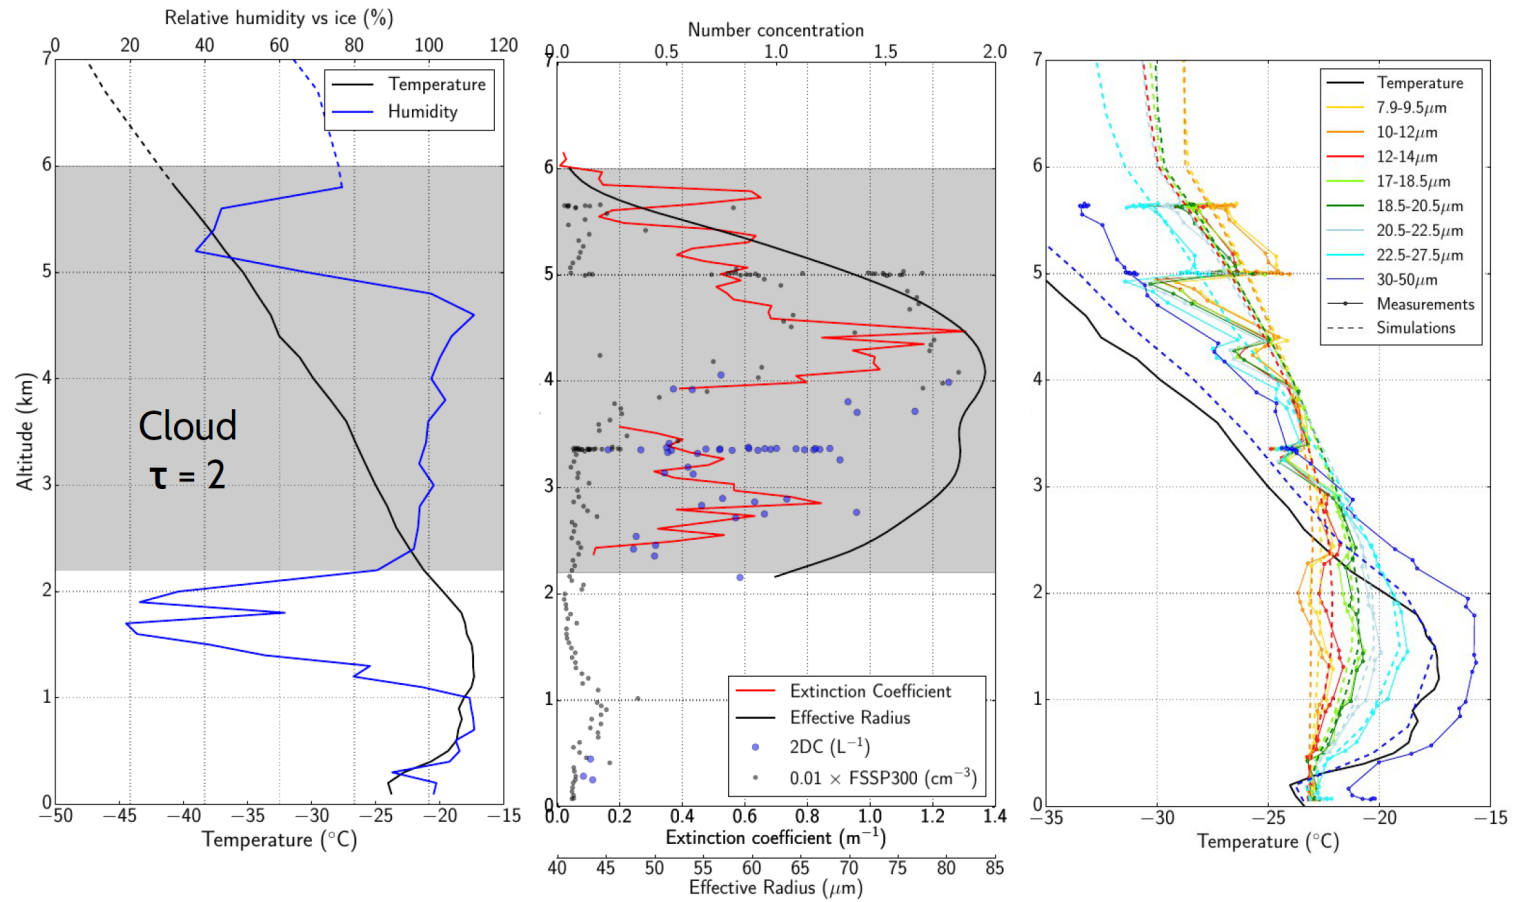 Relative humidity vs ice (%)
0 20 40 60 80 100 120
7
6
5
4
3
2
1
0
Altitude (km)
Temperature
Humidity
Cloud
τ = 2
−50 −45 −40 −35 −30 −25 −20 −15
Temperature (°C)
Number concentration
0.0 0.5 1.0 1.5 2.0
7
6
5
4
3
2
1
0
Extinction Coefficient
Effective Radius
2DC (L⁻¹)
0.01 × FSSP300 (cm⁻³)
0.0 0.2 0.4 0.6 0.8 1.0 1.2 1.4
Extinction coefficient (m⁻¹)
40 45 50 55 60 65 70 75 80 85
Effective Radius (μm)
7
6
5
4
3
2
1
0
Temperature
7.9-9.5μm
10-12μm
12-14μm
17-18.5μm
18.5-20.5μm
20.5-22.5μm
22.5-27.5μm
30-50μm
Measurements
Simulations
−35 −30 −25 −20 −15
Temperature (°C)